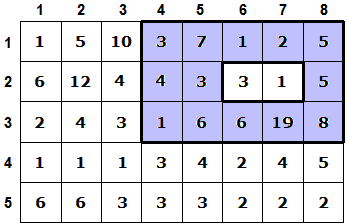 1 2 3 4 5 6 7 8
1 1 5 10 3 7 1 2 5
2 6 12 4 4 3 3 1 5
3 2 4 3 1 6 6 19 8
4 1 1 1 3 4 2 4 5
5 6 6 3 3 3 2 2 2